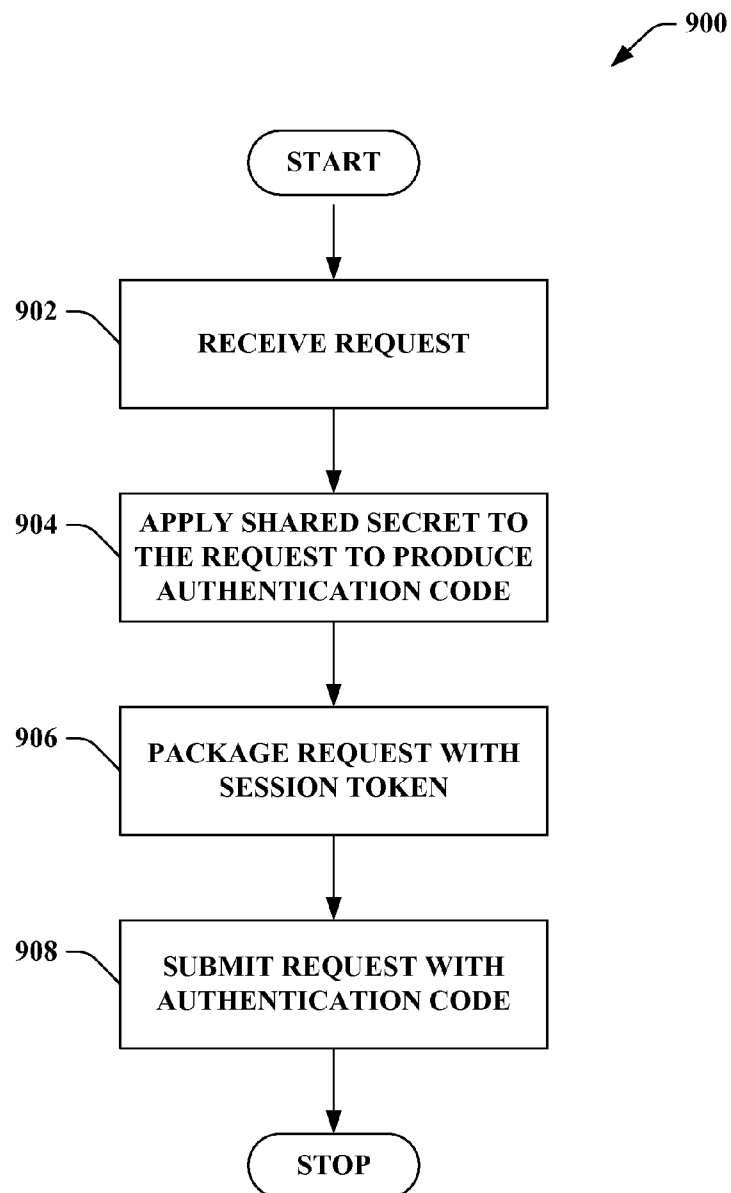 900
START
902
RECEIVE REQUEST
904
APPLY SHARED SECRET TO
THE REQUEST TO PRODUCE
AUTHENTICATION CODE
906
PACKAGE REQUEST WITH
SESSION TOKEN
908
SUBMIT REQUEST WITH
AUTHENTICATION CODE
STOP